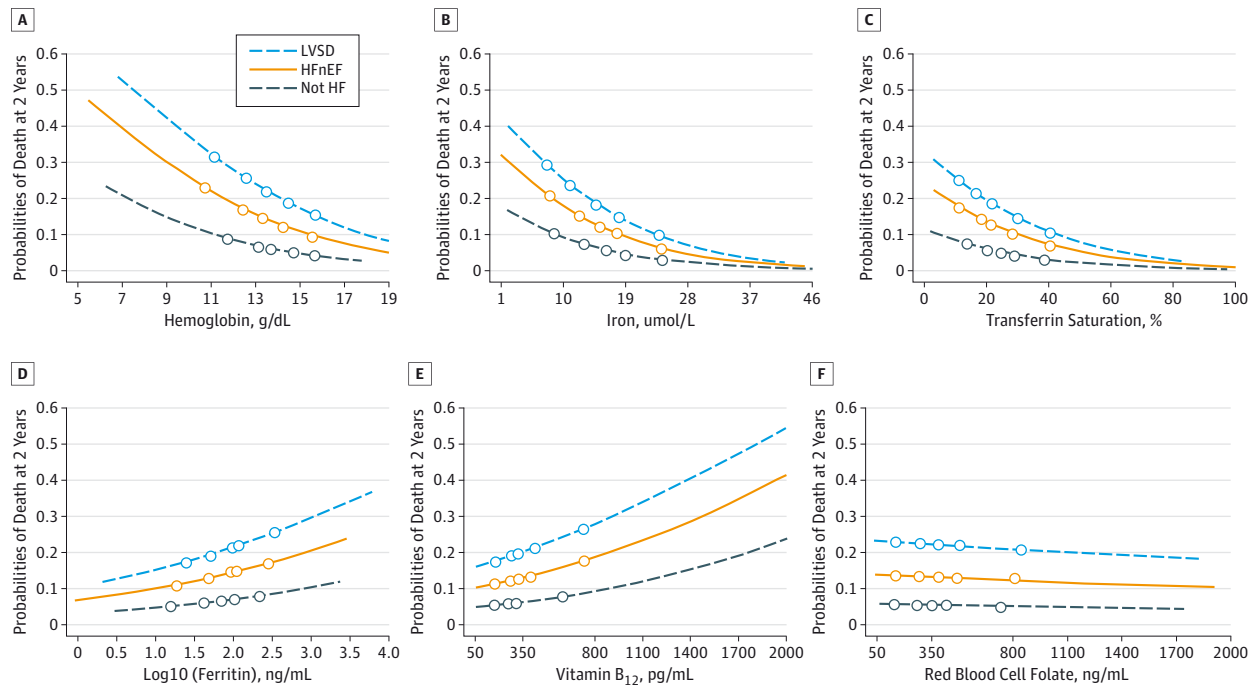 A
Probabilities of Death at 2 Years
0.6
0.5
0.4
0.3
0.2
0.1
0
5 7 9 11 13 15 17 19
Hemoglobin, g/dL
LVSD
HFnEF
Not HF
B
Probabilities of Death at 2 Years
0.6
0.5
0.4
0.3
0.2
0.1
0
1 10 19 28 37 46
Iron, umol/L
C
Probabilities of Death at 2 Years
0.6
0.5
0.4
0.3
0.2
0.1
0
0 20 40 60 80 100
Transferrin Saturation, %
D
Probabilities of Death at 2 Years
0.6
0.5
0.4
0.3
0.2
0.1
0
0 0.5 1.0 1.5 2.0 2.5 3.0 3.5 4.0
Log10 (Ferritin), ng/mL
E
Probabilities of Death at 2 Years
0.6
0.5
0.4
0.3
0.2
0.1
0
50 350 800 1100 1400 1700 2000
Vitamin B12, pg/mL
F
Probabilities of Death at 2 Years
0.6
0.5
0.4
0.3
0.2
0.1
0
50 350 800 1100 1400 1700 2000
Red Blood Cell Folate, ng/mL